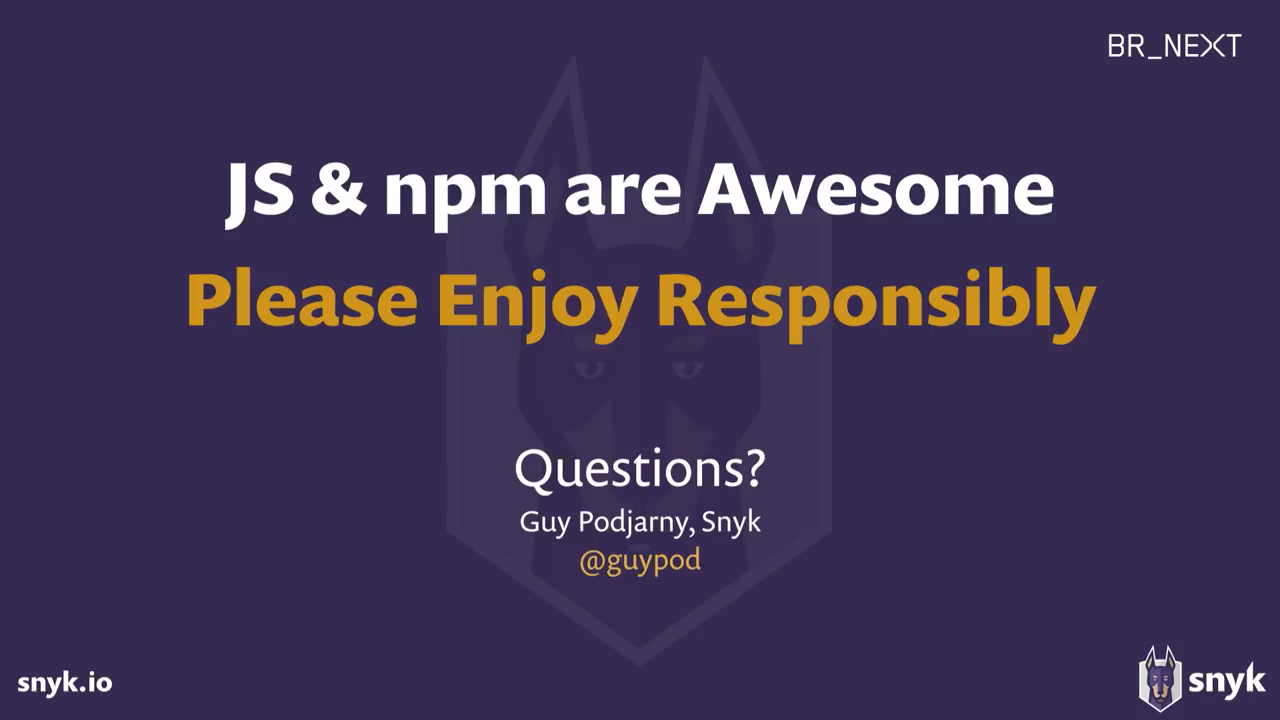 BR_NEXT
JS & npm are Awesome
Please Enjoy Responsibly
Questions?
Guy Podjarny, Snyk
@guypod
snyk.io
snyk